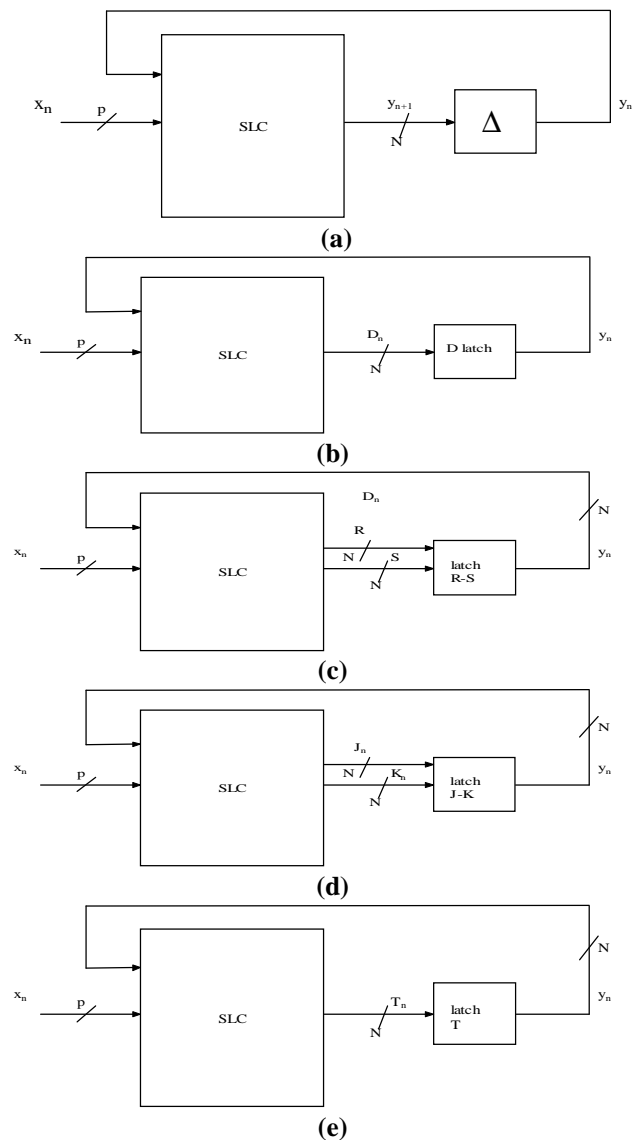 x_n
p
SLC
y_{n+1}
N
Δ
y_n
(a)
x_n
p
SLC
D_n
N
D latch
y_n
(b)
D_n
N
R
x_n
p
SLC
N
S
N
latch
R-S
y_n
(c)
N
J_n
x_n
p
SLC
N
K_n
N
latch
J-K
y_n
(d)
N
x_n
p
SLC
T_n
N
latch
T
y_n
(e)